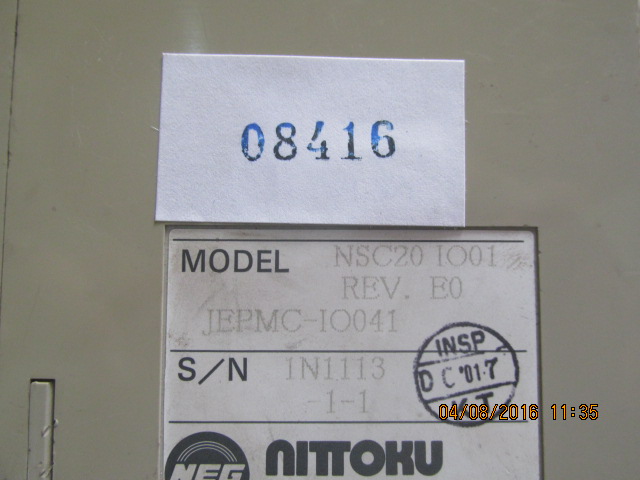 08416
MODEL NSC20 IO01
REV. E0
JEPMC-IO041
S/N 1N1113
-1-1
INSP
D C '01.7
K.T
04/08/2016 11:35
NEG NITTOKU